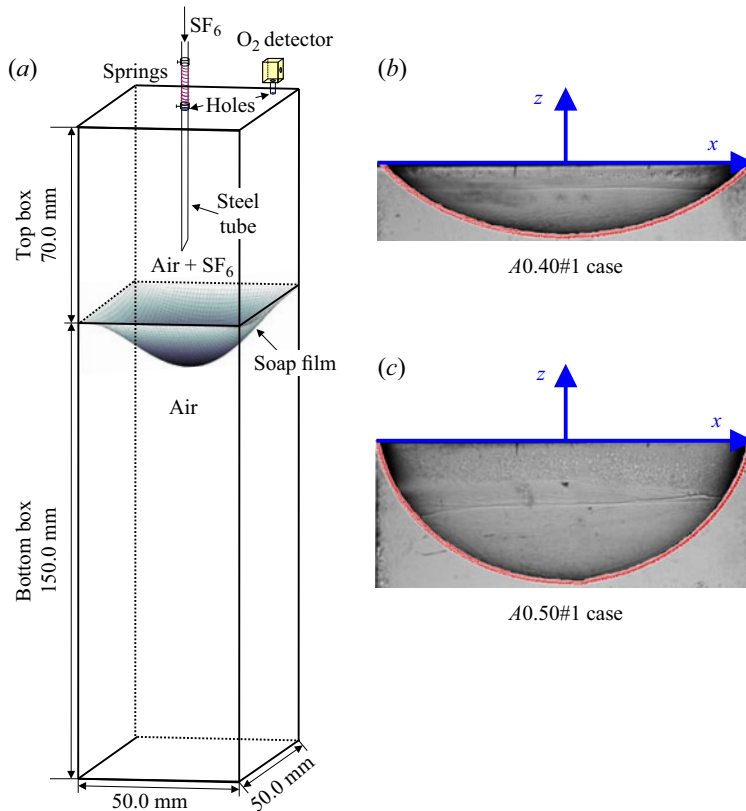 (a)
SF6
O2 detector
Springs
Holes
Steel
tube
Air + SF6
Top box
70.0 mm
Soap film
Air
Bottom box
150.0 mm
50.0 mm
50.0 mm
(b)
z
x
A0.40#1 case
(c)
z
x
A0.50#1 case